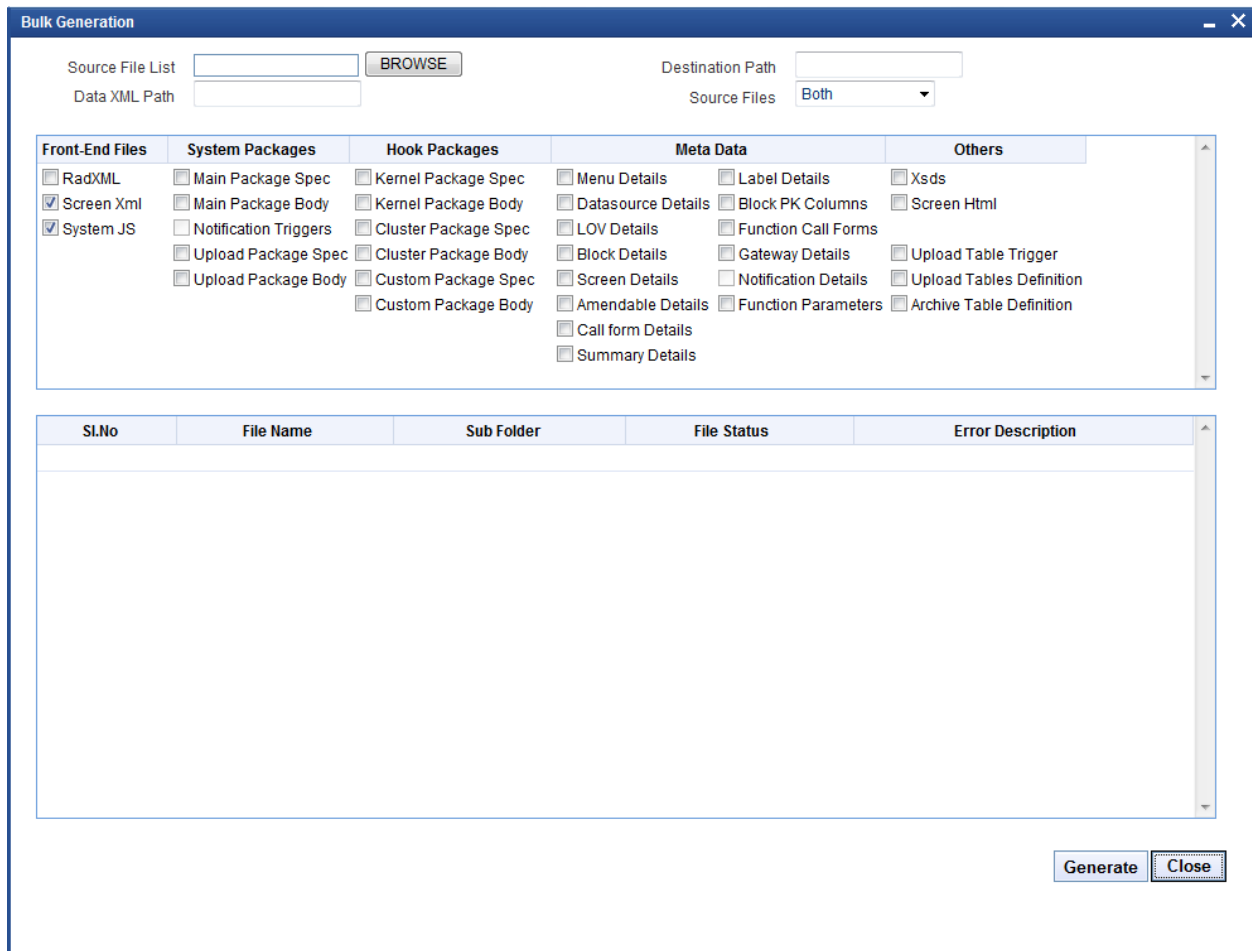 Bulk Generation
Source File List BROWSE Destination Path
Data XML Path Source Files Both
Front-End Files System Packages Hook Packages Meta Data Others
RadXML Main Package Spec Kernel Package Spec Menu Details Label Details Xsds
Screen Xml Main Package Body Kernel Package Body Datasource Details Block PK Columns Screen Html
System JS Notification Triggers Cluster Package Spec LOV Details Function Call Forms
Upload Package Spec Cluster Package Body Block Details Gateway Details Upload Table Trigger
Upload Package Body Custom Package Spec Screen Details Notification Details Upload Tables Definition
Custom Package Body Amendable Details Function Parameters Archive Table Definition
Call form Details
Summary Details
Sl.No File Name Sub Folder File Status Error Description
Generate Close